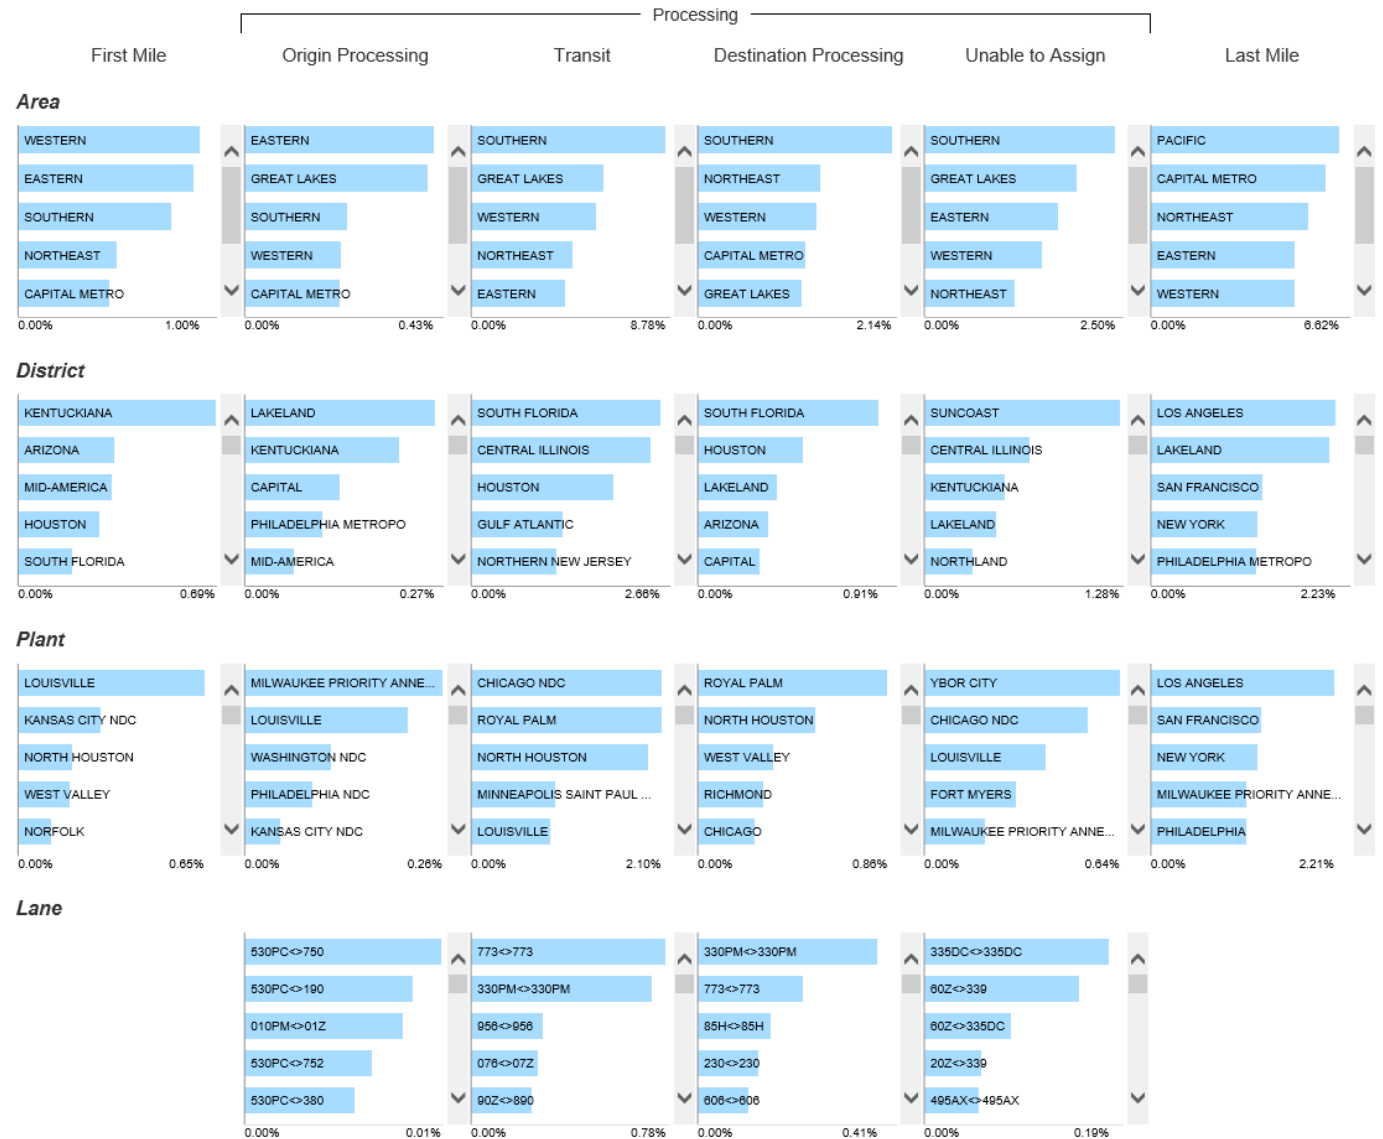 Processing
First Mile Origin Processing Transit Destination Processing Unable to Assign Last Mile
Area
WESTERN EASTERN SOUTHERN SOUTHERN SOUTHERN PACIFIC
EASTERN GREAT LAKES GREAT LAKES NORTHEAST GREAT LAKES CAPITAL METRO
SOUTHERN SOUTHERN WESTERN WESTERN EASTERN NORTHEAST
NORTHEAST WESTERN NORTHEAST CAPITAL METRO WESTERN EASTERN
CAPITAL METRO CAPITAL METRO EASTERN GREAT LAKES NORTHEAST WESTERN
0.00% 1.00% 0.00% 0.43% 0.00% 8.78% 0.00% 2.14% 0.00% 2.50% 0.00% 6.62%
District
KENTUCKIANA LAKELAND SOUTH FLORIDA SOUTH FLORIDA SUNCOAST LOS ANGELES
ARIZONA KENTUCKIANA CENTRAL ILLINOIS HOUSTON CENTRAL ILLINOIS LAKELAND
MID-AMERICA CAPITAL HOUSTON LAKELAND KENTUCKIANA SAN FRANCISCO
HOUSTON PHILADELPHIA METROPO GULF ATLANTIC ARIZONA LAKELAND NEW YORK
SOUTH FLORIDA MID-AMERICA NORTHERN NEW JERSEY CAPITAL NORTHLAND PHILADELPHIA METROPO
0.00% 0.69% 0.00% 0.27% 0.00% 2.66% 0.00% 0.91% 0.00% 1.28% 0.00% 2.23%
Plant
LOUISVILLE MILWAUKEE PRIORITY ANNE... CHICAGO NDC ROYAL PALM YBOR CITY LOS ANGELES
KANSAS CITY NDC LOUISVILLE ROYAL PALM NORTH HOUSTON CHICAGO NDC SAN FRANCISCO
NORTH HOUSTON WASHINGTON NDC NORTH HOUSTON WEST VALLEY LOUISVILLE NEW YORK
WEST VALLEY PHILADELPHIA NDC MINNEAPOLIS SAINT PAUL ... RICHMOND FORT MYERS MILWAUKEE PRIORITY ANNE...
NORFOLK KANSAS CITY NDC LOUISVILLE CHICAGO MILWAUKEE PRIORITY ANNE... PHILADELPHIA
0.00% 0.65% 0.00% 0.26% 0.00% 2.10% 0.00% 0.86% 0.00% 0.64% 0.00% 2.21%
Lane
530PC<>750 773<>773 330PM<>330PM 335DC<>335DC
530PC<>190 330PM<>330PM 773<>773 60Z<>339
010PM<>01Z 956<>956 85H<>85H 60Z<>335DC
530PC<>752 076<>07Z 230<>230 20Z<>339
530PC<>380 90Z<>890 606<>606 495AX<>495AX
0.00% 0.01% 0.00% 0.78% 0.00% 0.41% 0.00% 0.19%